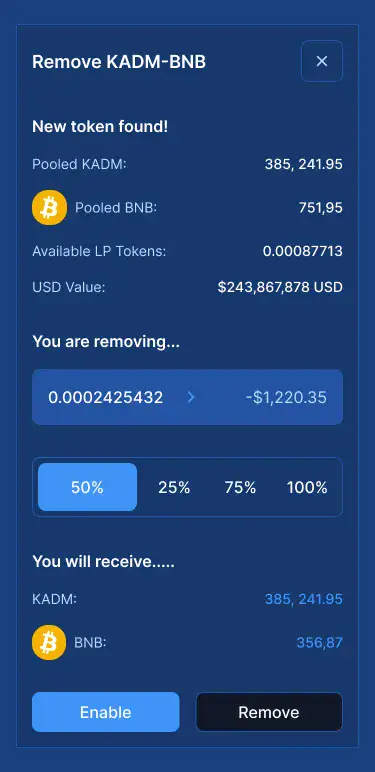 Remove KADM-BNB
New token found!
Pooled KADM: 385, 241.95
Pooled BNB: 751,95
Available LP Tokens: 0.00087713
USD Value: $243,867,878 USD
You are removing...
0.0002425432 > -$1,220.35
50% 25% 75% 100%
You will receive.....
KADM: 385, 241.95
BNB: 356,87
Enable Remove